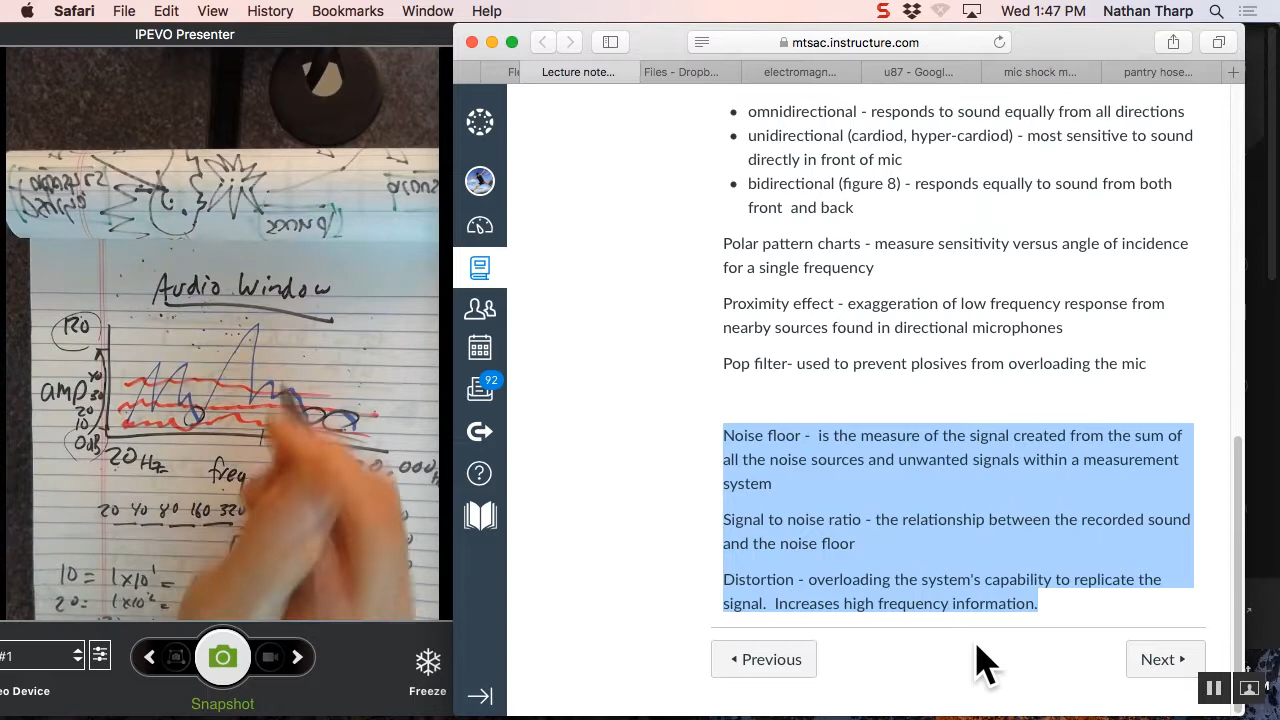 Safari File Edit View History Bookmarks Window Help
Wed 1:47 PM Nathan Tharp
IPEVO Presenter
mtsac.instructure.com
Fle
Lecture note...
Files - Dropb...
electromagn...
u87 - Googl...
mic shock m...
pantry hose...
• omnidirectional - responds to sound equally from all directions
• unidirectional (cardiod, hyper-cardiod) - most sensitive to sound
directly in front of mic
• bidirectional (figure 8) - responds equally to sound from both
front and back
Polar pattern charts - measure sensitivity versus angle of incidence
for a single frequency
Proximity effect - exaggeration of low frequency response from
nearby sources found in directional microphones
Pop filter- used to prevent plosives from overloading the mic
Noise floor - is the measure of the signal created from the sum of
all the noise sources and unwanted signals within a measurement
system
Signal to noise ratio - the relationship between the recorded sound
and the noise floor
Distortion - overloading the system's capability to replicate the
signal. Increases high frequency information.
Previous
Next
92
Audio Window
amp
30
20
10
0dB
20Hz
freq
20 40 80 160 320
10 = 1x10¹ =
20= 1x10² =
#1
eo Device
Snapshot
Freeze